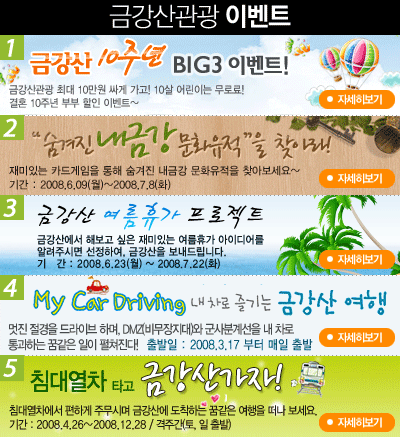 금강산관광 이벤트
1
금강산 10주년 BIG3 이벤트!
금강산관광 최대 10만원 싸게 가고! 10살 어린이는 무료로!
결혼 10주년 부부 할인 이벤트~
자세히보기
2
"숨겨진 내금강 문화유적"을 찾아라!
재미있는 카드게임을 통해 숨겨진 내금강 문화유적을 찾아보세요~
기간 : 2008.6.09(월)~2008.7.8(화)
자세히보기
3
금강산 여름휴가 프로젝트
금강산에서 해보고 싶은 재미있는 여름휴가 아이디어를
알려주시면 선정하여, 금강산을 보내드립니다.
기 간 : 2008.6.23(월) ~ 2008.7.22(화)
자세히보기
4
My Car Driving 내 차로 즐기는 금강산 여행
멋진 절경을 드라이브 하며, DMZ(비무장지대)와 군사분계선을 내 차로
통과하는 꿈같은 일이 펼쳐진다! 출발일 : 2008.3.17 부터 매일 출발
자세히보기
5
침대열차 타고 금강산가자!
침대열차에서 편하게 주무시며 금강산에 도착하는 꿈같은 여행을 떠나 보세요.
기간 : 2008.4.26~2008.12.28 / 격주간(토, 일 출발)
자세히보기